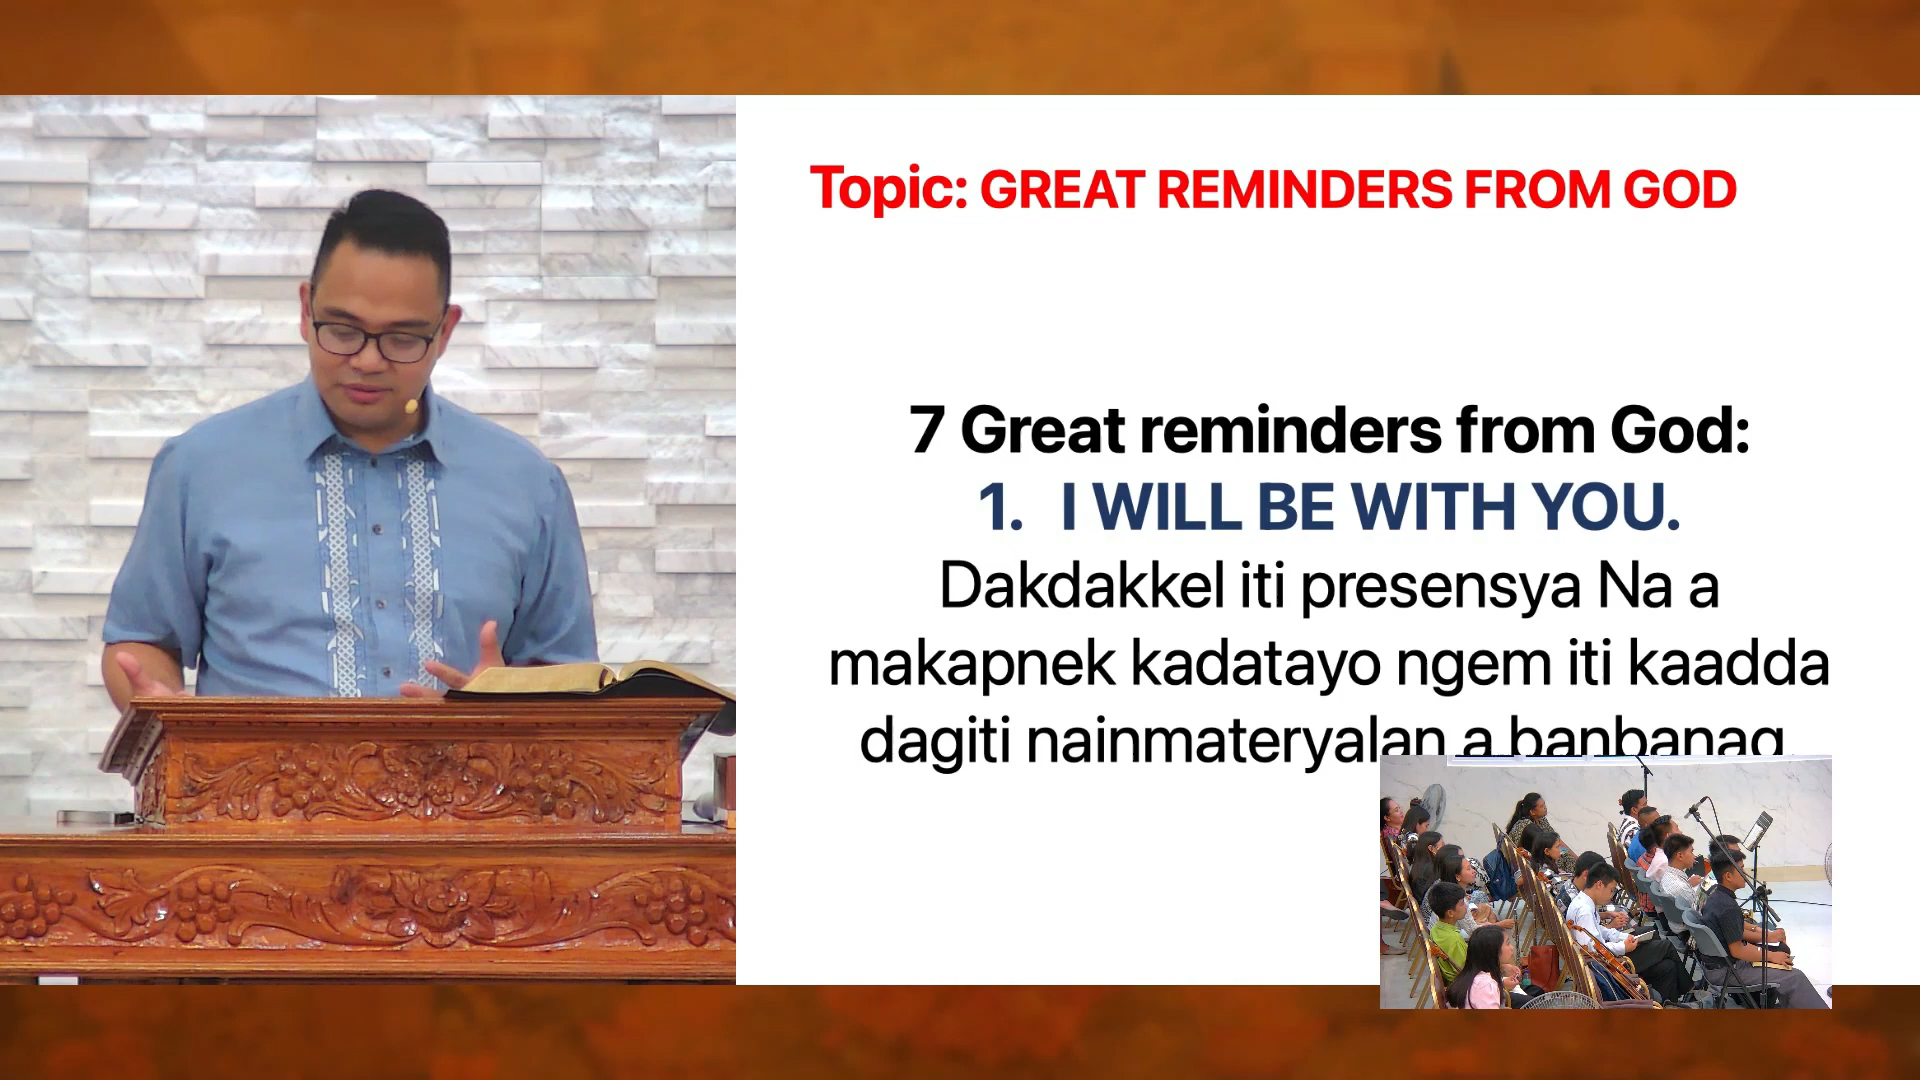 Topic: GREAT REMINDERS FROM GOD
7 Great reminders from God:
1. I WILL BE WITH YOU.
Dakdakkel iti presensya Na a
makapnek kadatayo ngem iti kaadda
dagiti nainmateryalan a banbanag.